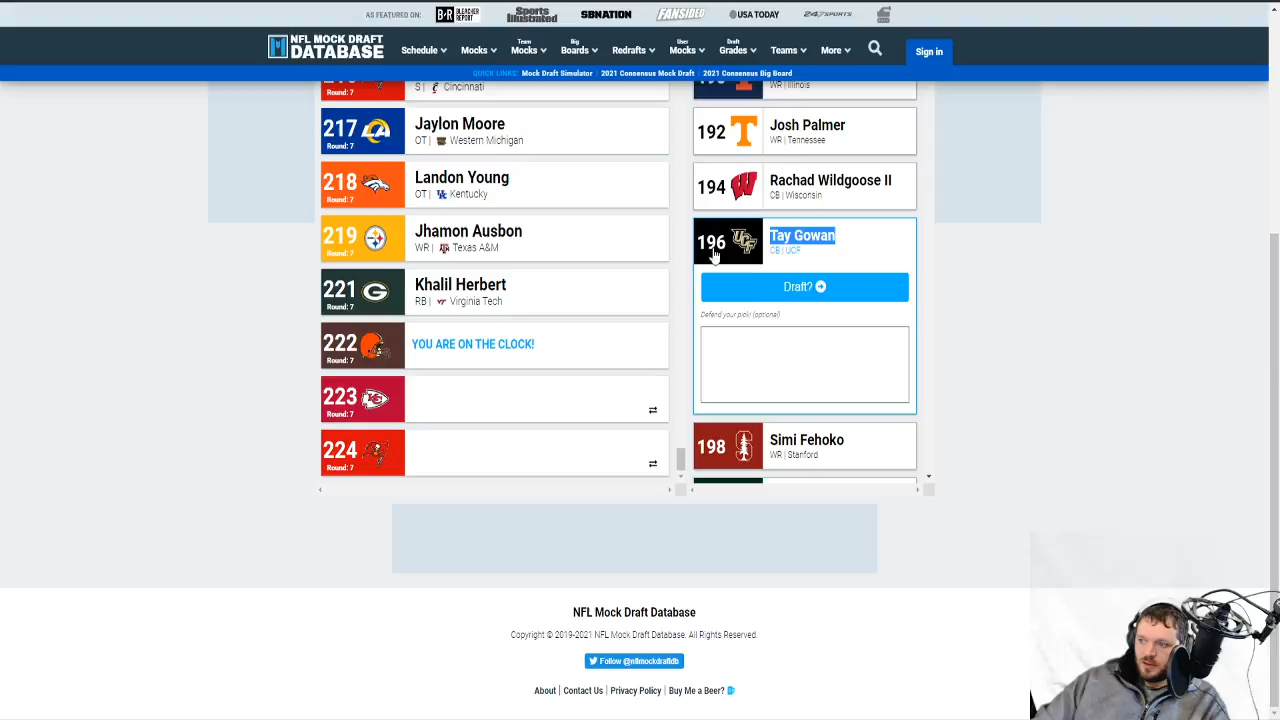 AS FEATURED ON:
B/R BLEACHER REPORT
Sports Illustrated
SBNATION
FANSIDED
USA TODAY
247SPORTS
NFL MOCK DRAFT DATABASE
Schedule
Mocks
Team Mocks
Big Boards
Redrafts
User Mocks
Draft Grades
Teams
More
Sign in
QUICK LINKS: Mock Draft Simulator | 2021 Consensus Mock Draft | 2021 Consensus Big Board
Round: 7
S | Cincinnati
217
Round: 7
Jaylon Moore
OT | Western Michigan
218
Round: 7
Landon Young
OT | Kentucky
219
Round: 7
Jhamon Ausbon
WR | Texas A&M
221
Round: 7
Khalil Herbert
RB | Virginia Tech
222
Round: 7
YOU ARE ON THE CLOCK!
223
Round: 7
224
Round: 7
WR | Illinois
192
Josh Palmer
WR | Tennessee
194
Rachad Wildgoose II
CB | Wisconsin
196
UCF
Tay Gowan
CB | UCF
Draft?
Defend your pick! (optional)
198
Simi Fehoko
WR | Stanford
NFL Mock Draft Database
Copyright © 2019-2021 NFL Mock Draft Database. All Rights Reserved.
Follow @nflmockdraftdb
About | Contact Us | Privacy Policy | Buy Me a Beer?